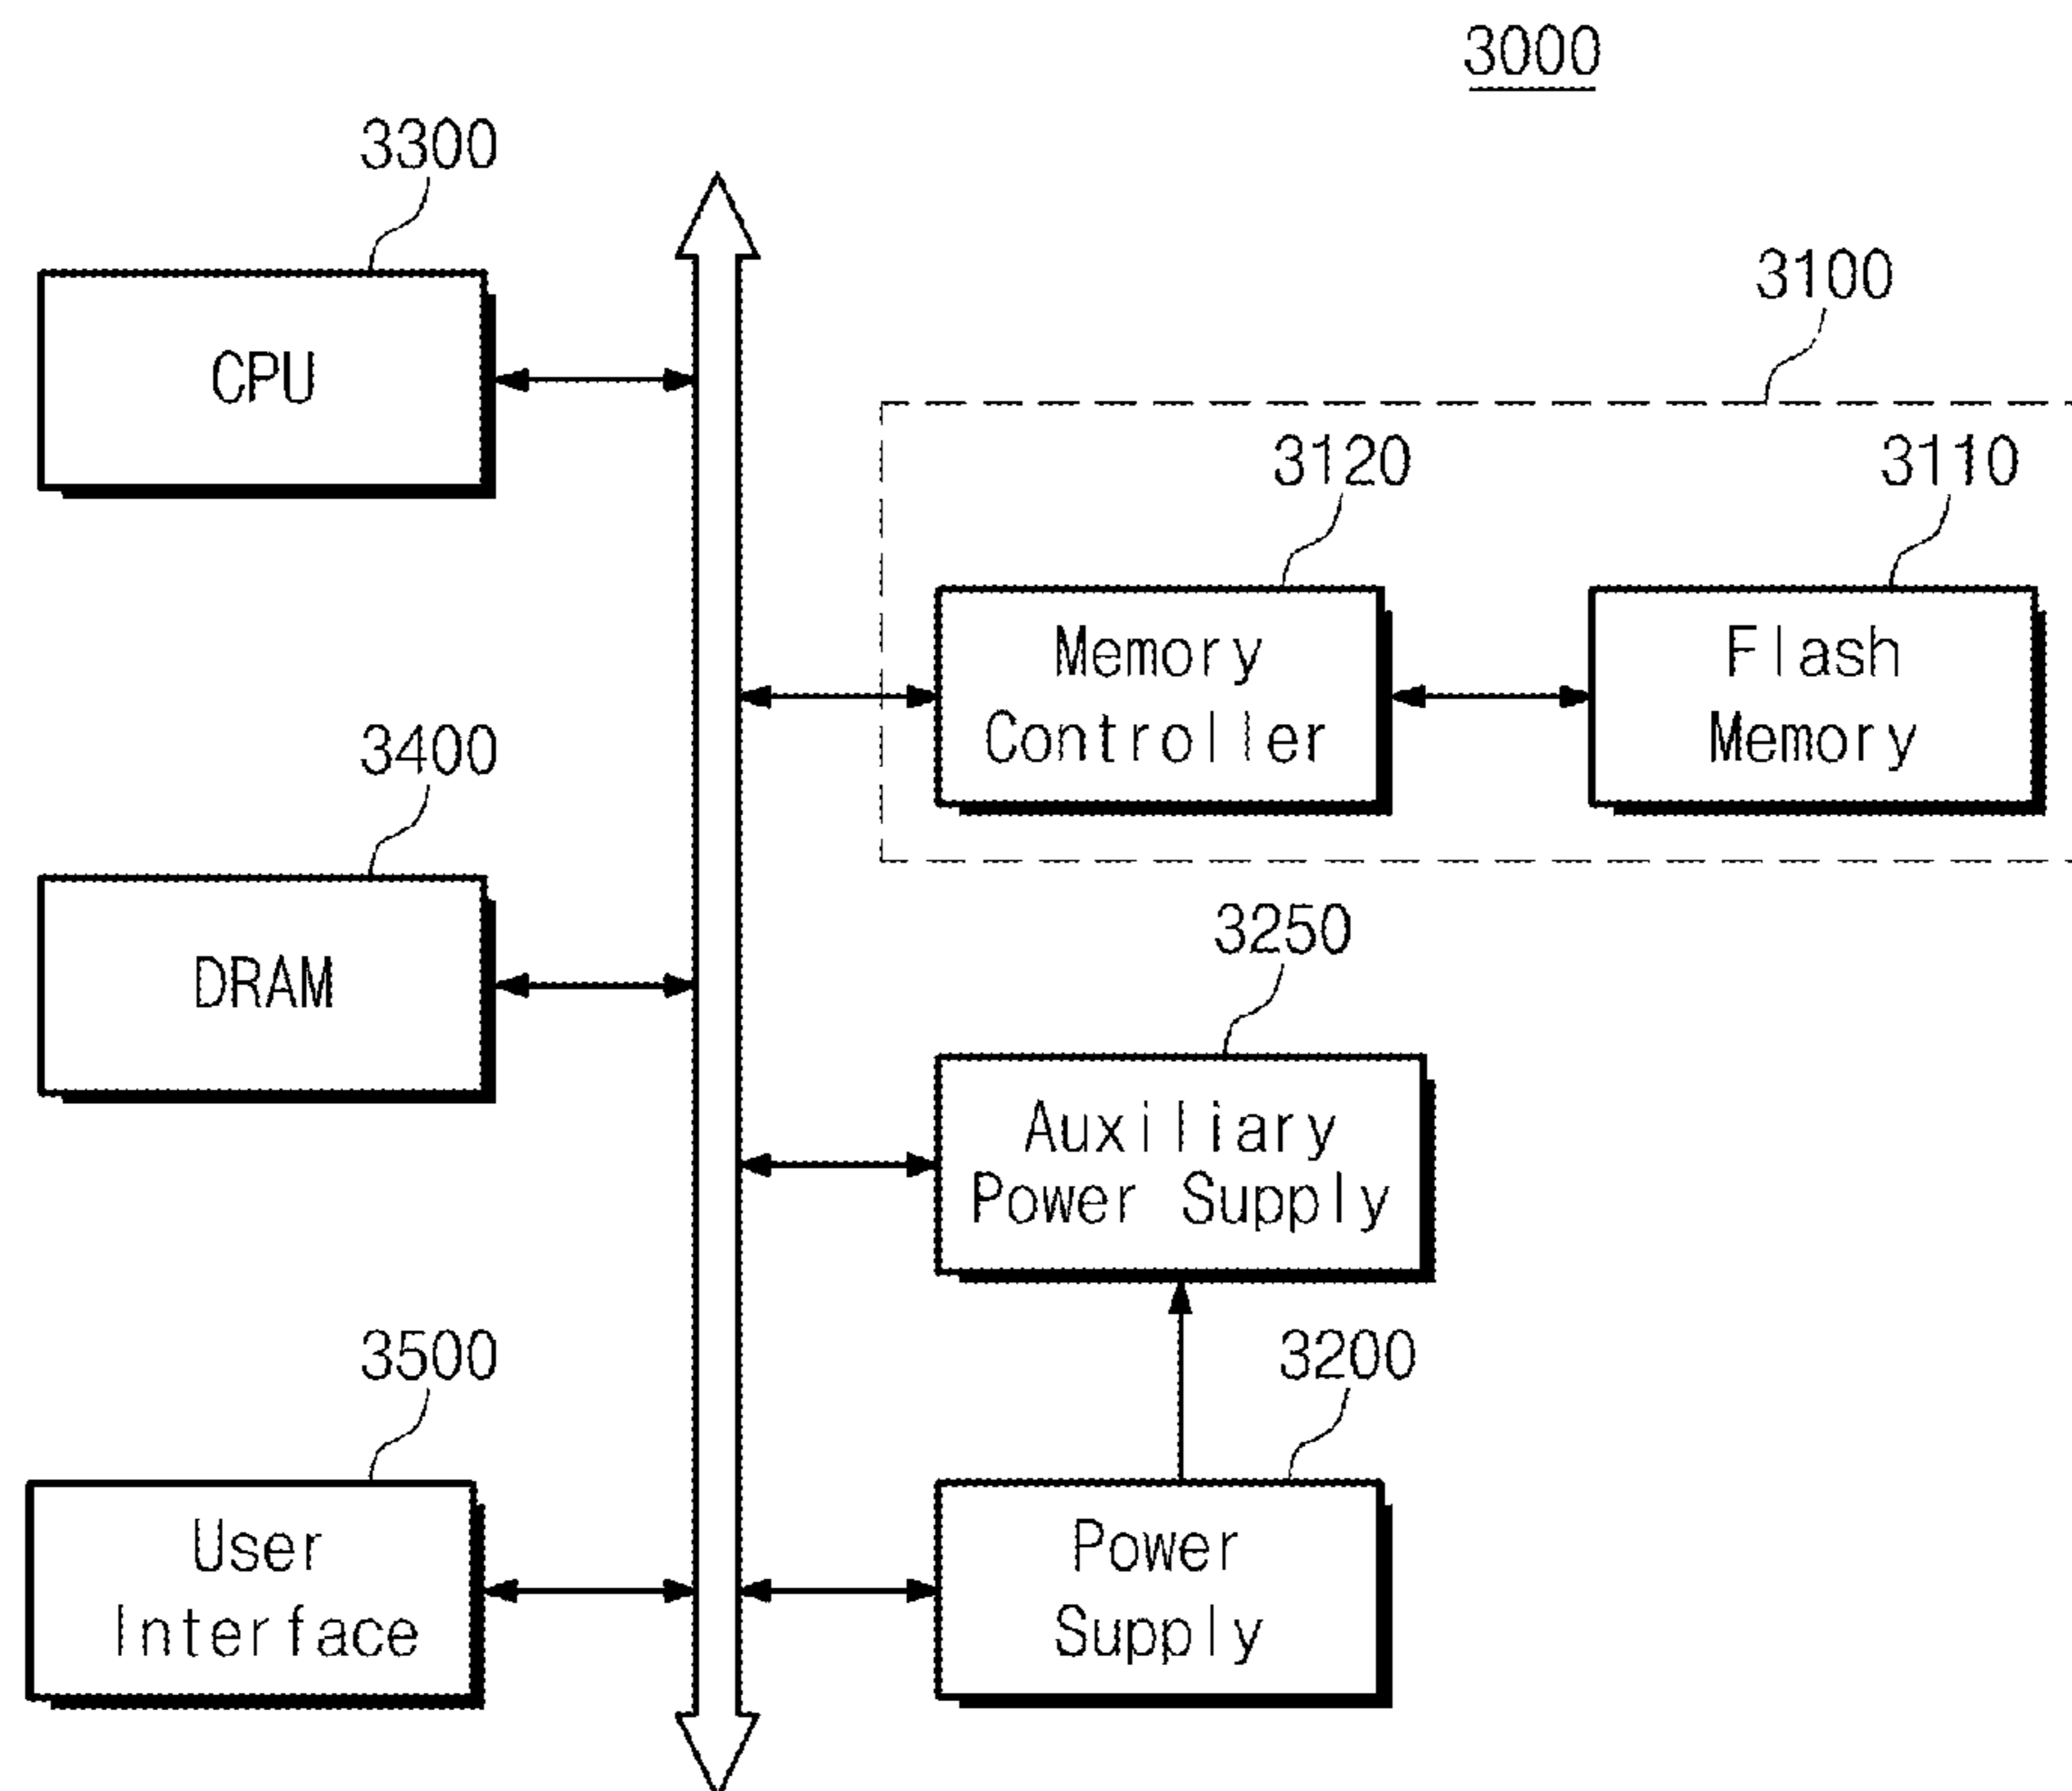 3000
3300
CPU
3100
3120
3110
Memory
Controller
Flash
Memory
3400
DRAM
3250
Auxiliary
Power Supply
3500
User
Interface
3200
Power
Supply